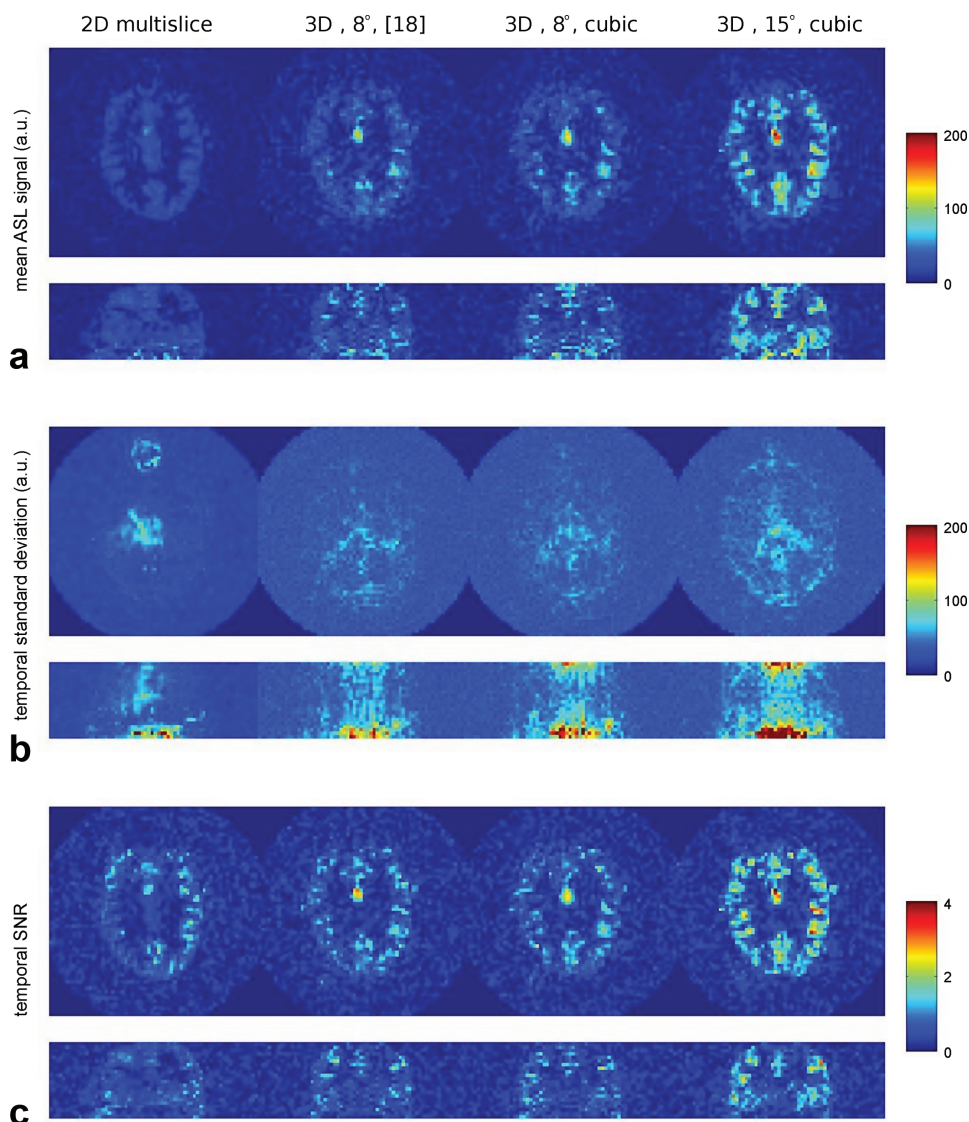 2D multislice
3D , 8°, [18]
3D , 8°, cubic
3D , 15°, cubic
mean ASL signal (a.u.)
200
100
0
a
temporal standard deviation (a.u.)
200
100
0
b
temporal SNR
4
2
0
c